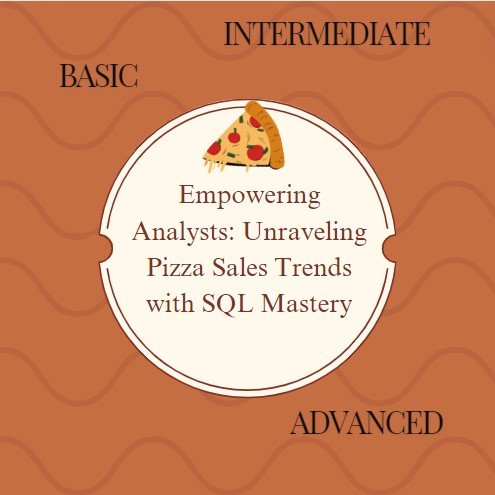 INTERMEDIATE
BASIC
Empowering
Analysts: Unraveling
Pizza Sales Trends
with SQL Mastery
ADVANCED